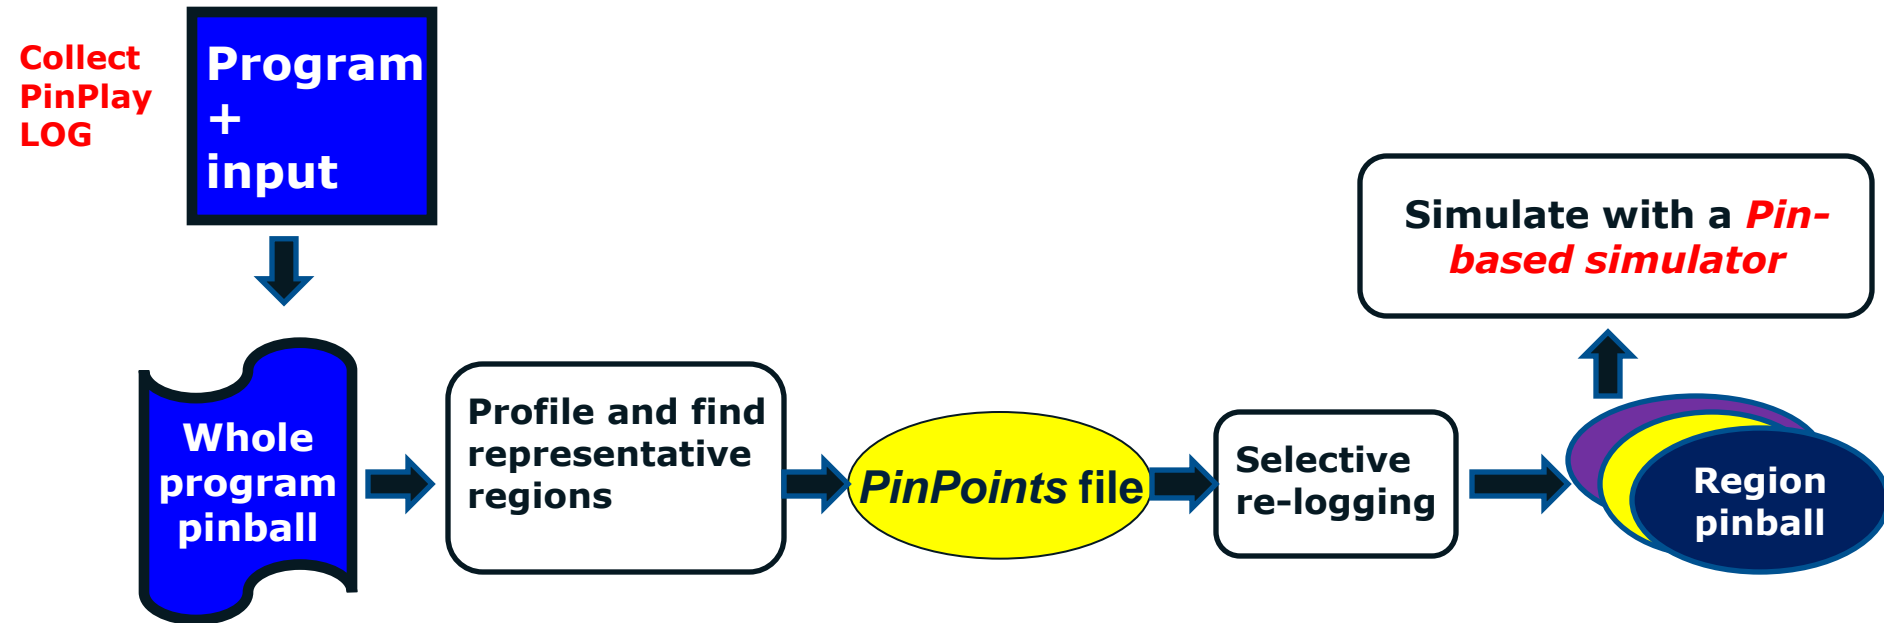 Collect
PinPlay
LOG
Program
+
input
Whole
program
pinball
Profile and find
representative
regions
PinPoints file
Selective
re-logging
Region
pinball
Simulate with a Pin-
based simulator